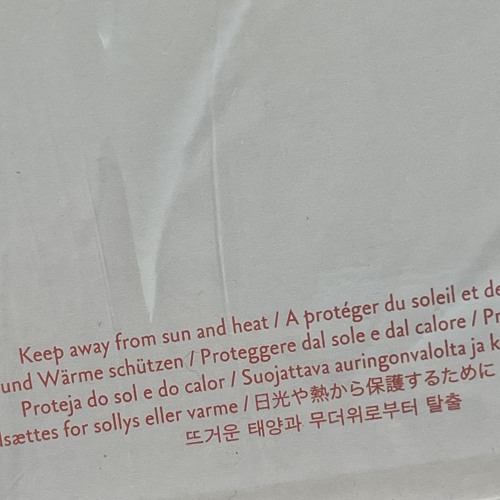 Keep away from sun and heat / A protéger du soleil et de
und Wärme schützen / Proteggere dal sole e dal calore / Pr
Proteja do sol e do calor / Suojattava auringonvalolta ja k
lsættes for sollys eller varme / 日光や熱から保護するために
뜨거운 태양과 무더위로부터 탈출